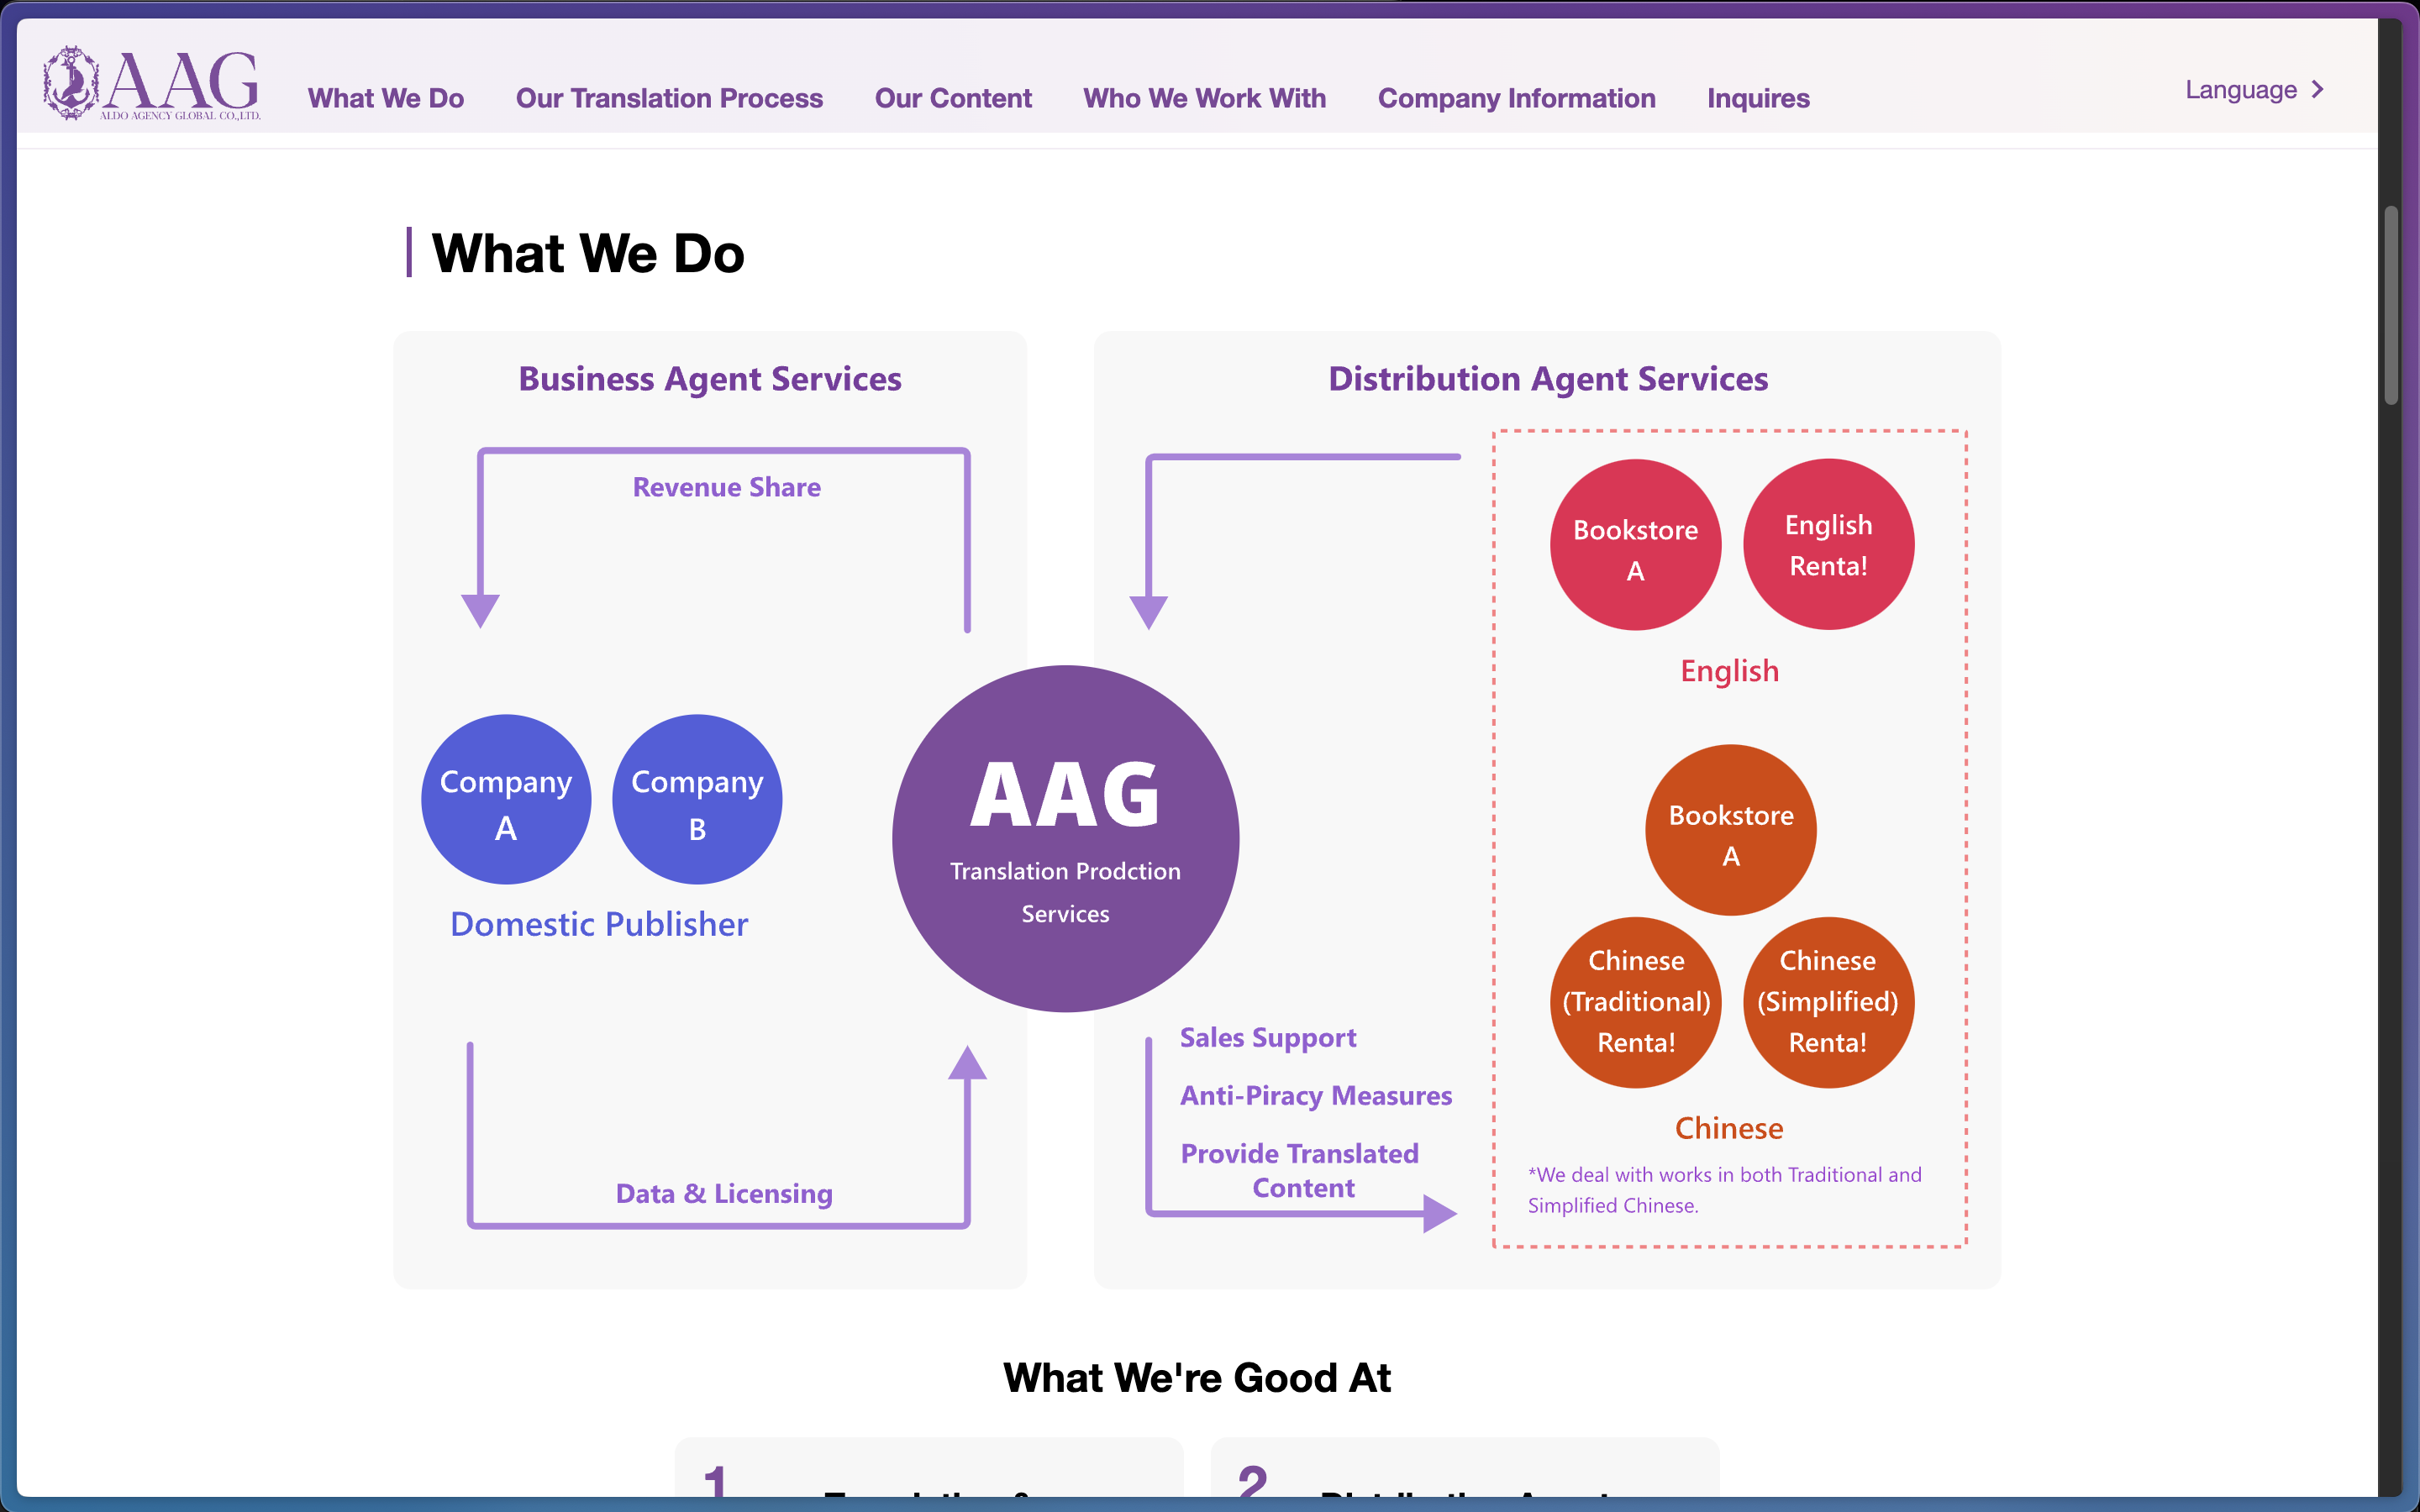 AAG
ALDO AGENCY GLOBAL CO.,LTD.
What We Do
Our Translation Process
Our Content
Who We Work With
Company Information
Inquires
Language
What We Do
Business Agent Services
Revenue Share
Company
A
Company
B
Domestic Publisher
Data & Licensing
AAG
Translation Prodction
Services
Distribution Agent Services
Sales Support
Anti-Piracy Measures
Provide Translated
Content
Bookstore
A
English
Renta!
English
Bookstore
A
Chinese
(Traditional)
Renta!
Chinese
(Simplified)
Renta!
Chinese
*We deal with works in both Traditional and
Simplified Chinese.
What We're Good At
1
2